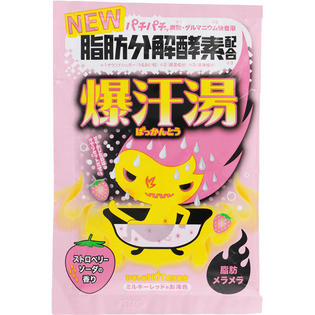 NEW
パチパチ 炭酸・ゲルマニウム快音湯
脂肪分解酵素配合
爆汗湯
ばっかんとう
ストロベリー
ソーダの
香り
脂肪
メラメラ
ミルキーレッドのお湯色